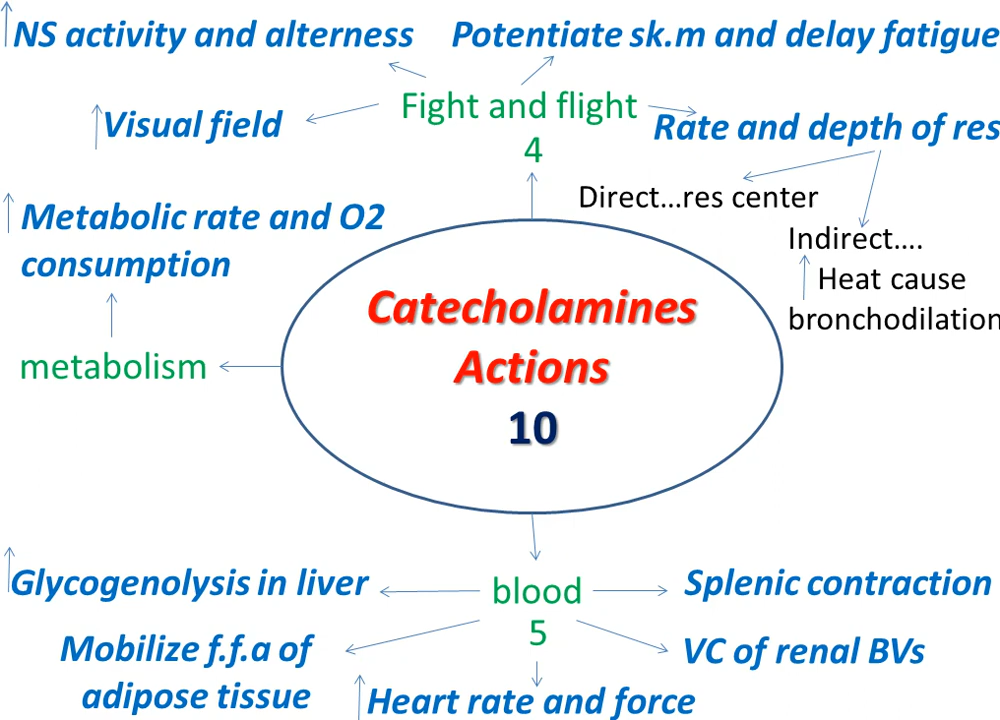 NS activity and alterness
Potentiate sk.m and delay fatigue
Fight and flight
4
Visual field
Rate and depth of res
Direct...res center
Indirect....
Heat cause
bronchodilation
Metabolic rate and O2
consumption
metabolism
Catecholamines
Actions
10
blood
5
Glycogenolysis in liver
Splenic contraction
Mobilize f.f.a of
adipose tissue
VC of renal BVs
Heart rate and force